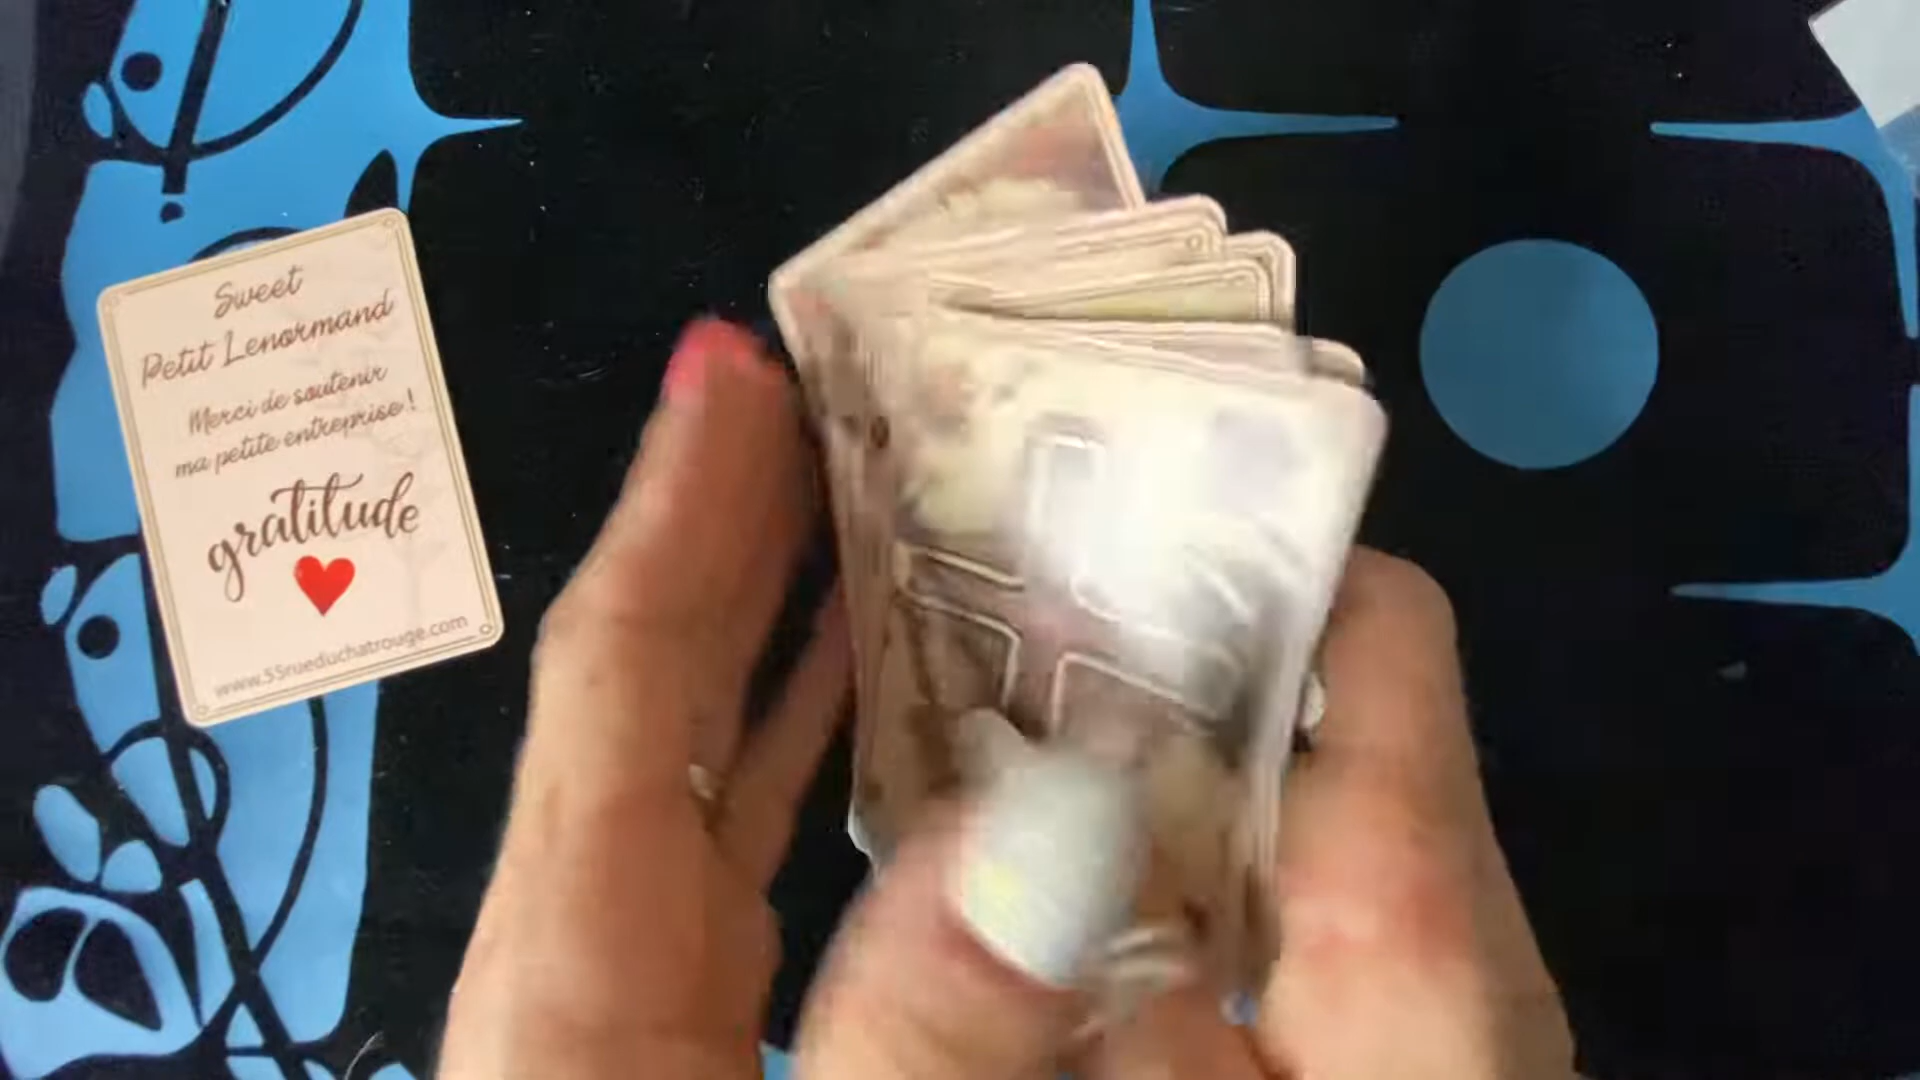 Sweet
Petit Lenormand
Merci de soutenir
ma petite entreprise !
gratitude
www.55rueduchatrouge.com